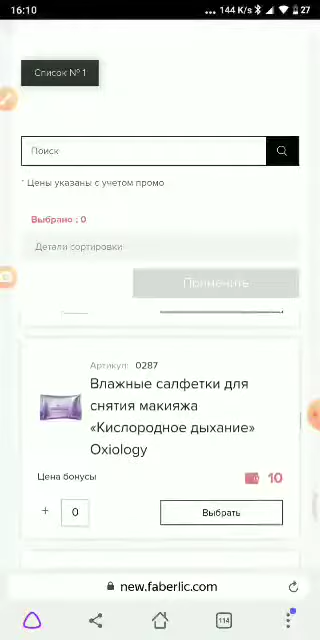 16:10
... 144 K/s 27
Список № 1
Поиск
* Цены указаны с учетом промо
Выбрано : 0
Детали сортировки
Применить
Артикул: 0287
Влажные салфетки для
снятия макияжа
«Кислородное дыхание»
Oxiology
Цена бонусы
10
+ 0
Выбрать
new.faberlic.com
114